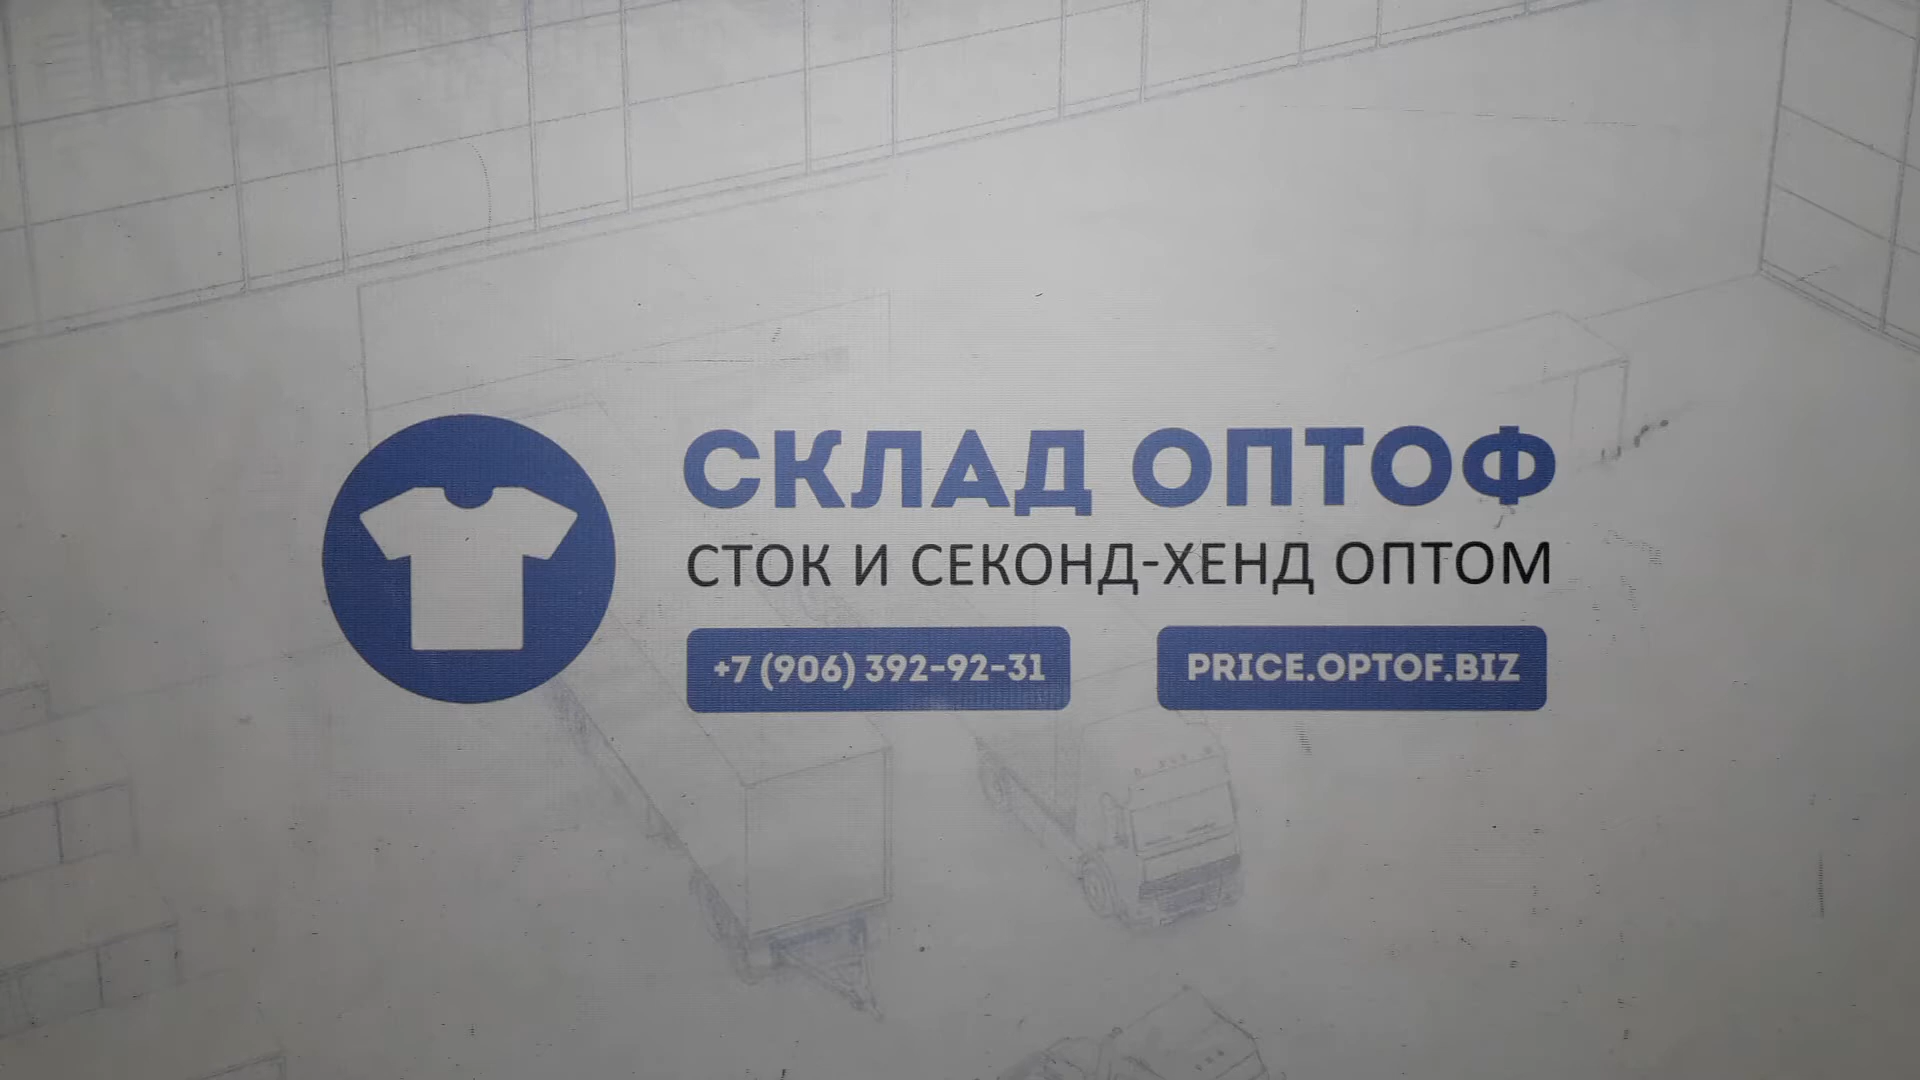 СКЛАД ОПТОФ
СТОК И СЕКОНД-ХЕНД ОПТОМ
+7 (906) 392-92-31
PRICE.OPTOF.BIZ